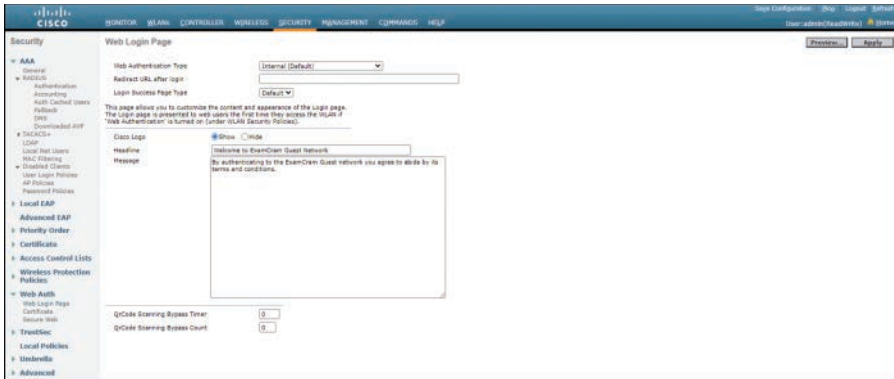 Save Configuration Ping Logout Refresh
CISCO
MONITOR WLANs CONTROLLER WIRELESS SECURITY MANAGEMENT COMMANDS HELP
User:admin(ReadWrite) Home
Security
Web Login Page
Preview... Apply
AAA
General
RADIUS
Authentication
Accounting
Auth Cached Users
Fallback
DNS
Downloaded AVP
TACACS+
LDAP
Local Net Users
MAC Filtering
Disabled Clients
User Login Policies
AP Policies
Password Policies
Local EAP
Advanced EAP
Priority Order
Certificate
Access Control Lists
Wireless Protection Policies
Web Auth
Web Login Page
Certificate
Secure Web
TrustSec
Local Policies
Umbrella
Advanced
Web Authentication Type Internal (Default)
Redirect URL after login
Login Success Page Type Default
This page allows you to customize the content and appearance of the Login page.
The Login page is presented to web users the first time they access the WLAN if
'Web Authentication' is turned on (under WLAN Security Policies).
Cisco Logo Show Hide
Headline Welcome to ExamCram Guest Network
Message By authenticating to the ExamCram Guest network you agree to abide by its
terms and conditions.
QrCode Scanning Bypass Timer 0
QrCode Scanning Bypass Count 0